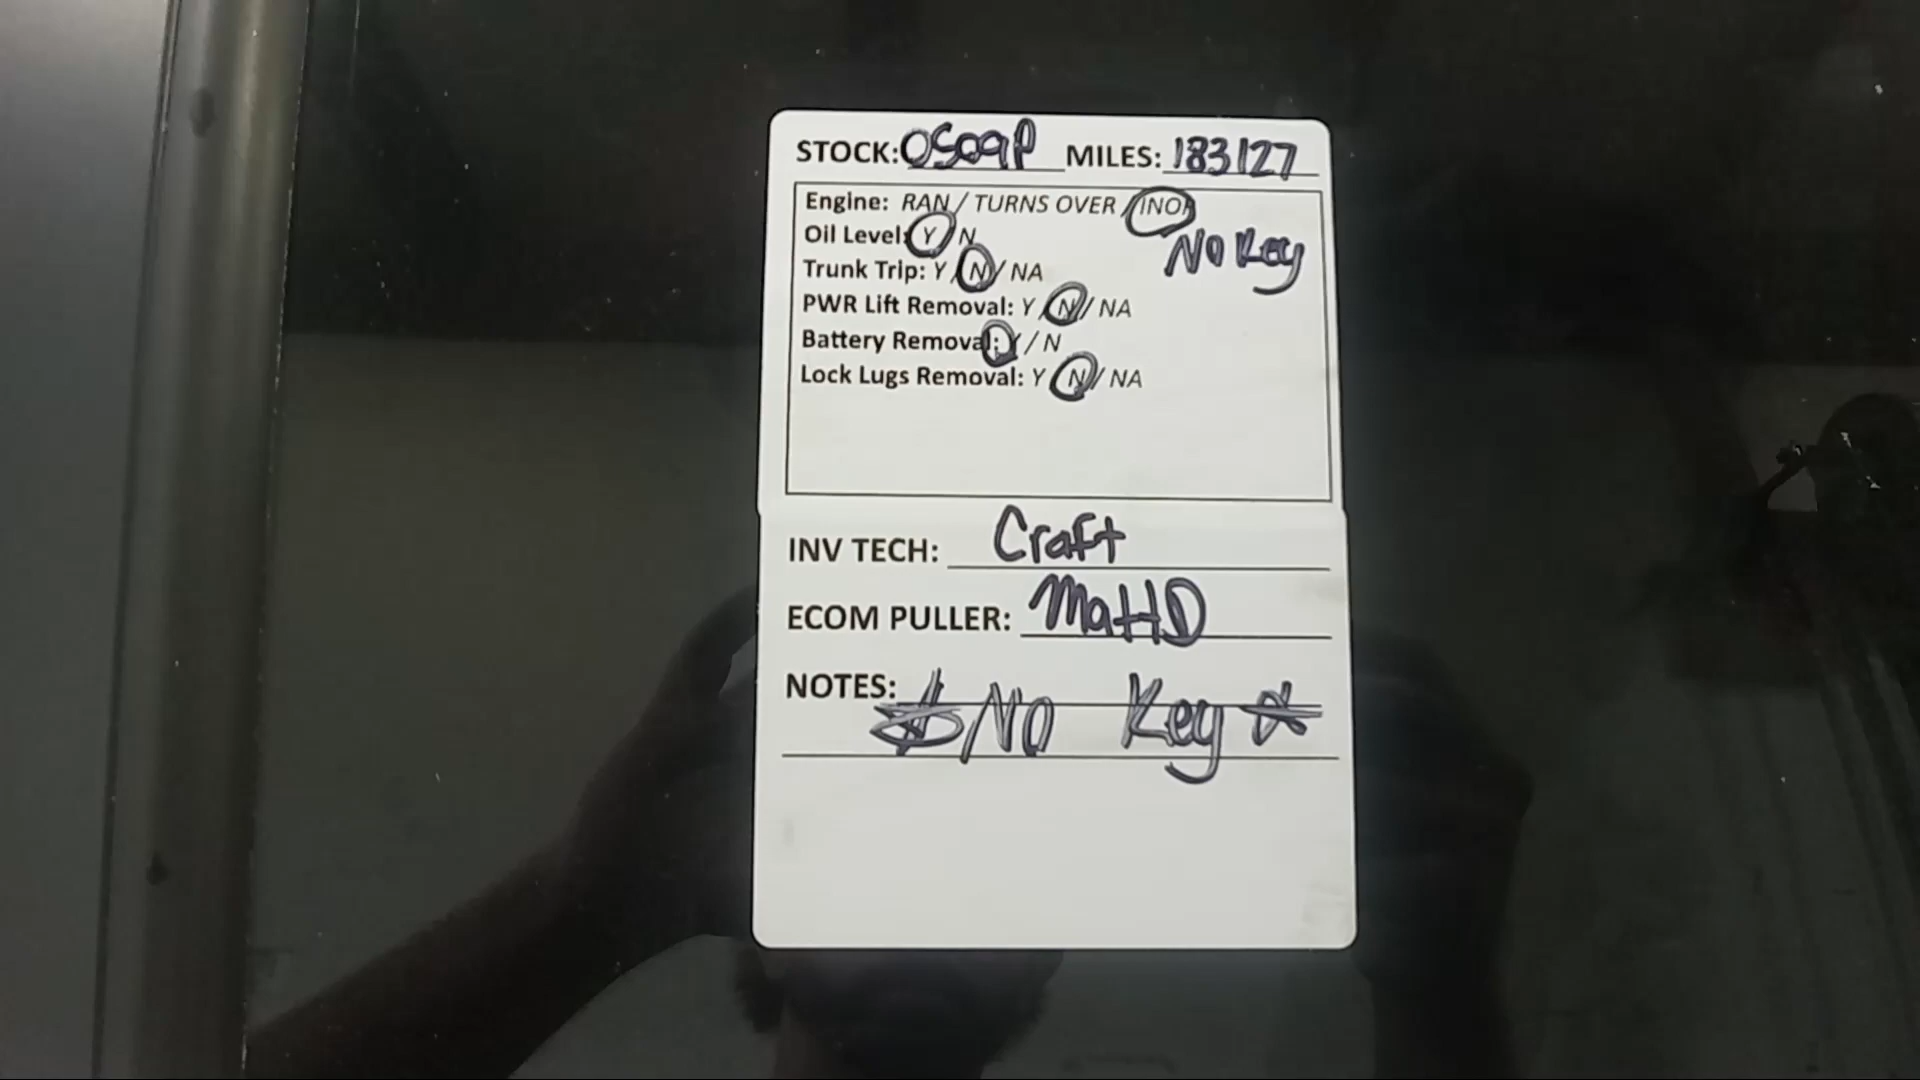 STOCK: OS09P MILES: 183127
Engine: RAN / TURNS OVER / INOP
No Key
Oil Level: Y / N
Trunk Trip: Y / N / NA
PWR Lift Removal: Y / N / NA
Battery Removal: Y / N
Lock Lugs Removal: Y / N / NA
INV TECH: Craft
ECOM PULLER: MattD
NOTES: No Key